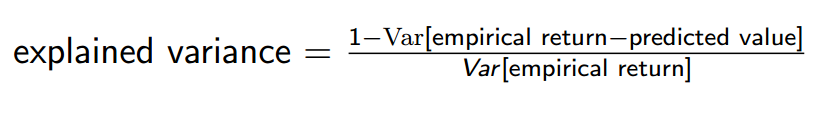 explained variance = 1−Var[empirical return−predicted value]
Var[empirical return]